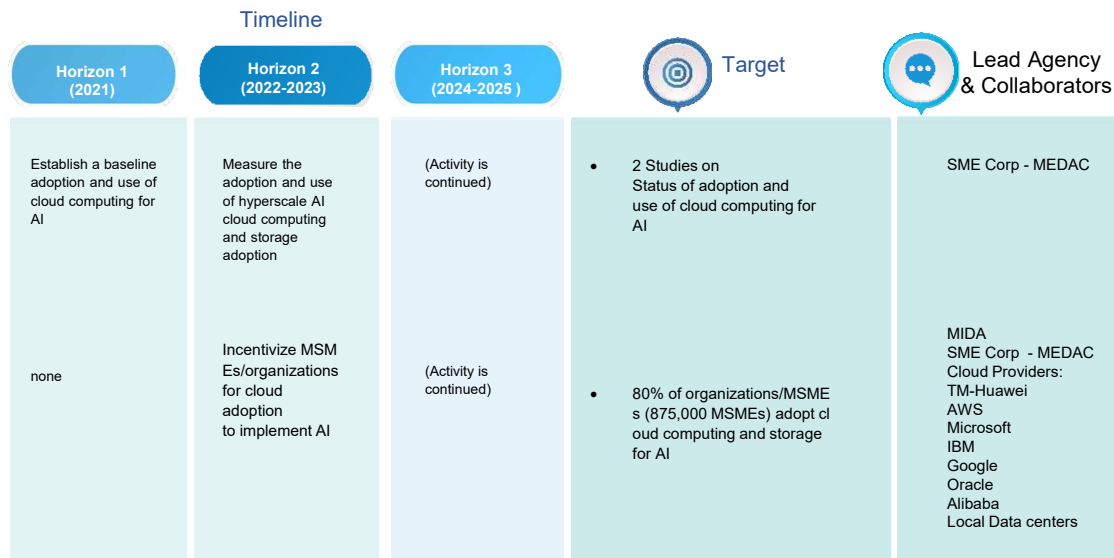 Timeline
Horizon 1
(2021)
Horizon 2
(2022-2023)
Horizon 3
(2024-2025 )
Target
Lead Agency
& Collaborators
Establish a baseline
adoption and use of
cloud computing for
AI
Measure the
adoption and use
of hyperscale AI
cloud computing
and storage
adoption
(Activity is
continued)
• 2 Studies on
Status of adoption and
use of cloud computing for
AI
SME Corp - MEDAC
none
Incentivize MSM
Es/organizations
for cloud
adoption
to implement AI
(Activity is
continued)
• 80% of organizations/MSME
s (875,000 MSMEs) adopt cl
oud computing and storage
for AI
MIDA
SME Corp - MEDAC
Cloud Providers:
TM-Huawei
AWS
Microsoft
IBM
Google
Oracle
Alibaba
Local Data centers